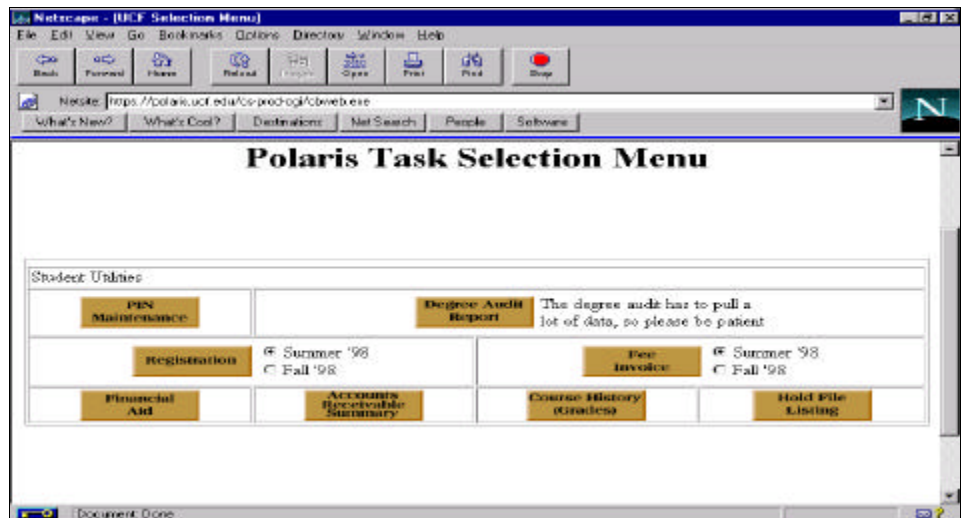 Netscape - [UCF Selection Menu]
File Edit View Go Bookmarks Options Directory Window Help
Back Forward Home Reload Images Open Print Find Stop
Netsite: https://polaris.ucf.edu/cs-prod-cgi/cbweb.exe
What's New? What's Cool? Destinations Net Search People Software
N
Polaris Task Selection Menu
Student Utilities
PIN
Maintenance
Degree Audit
Report
The degree audit has to pull a
lot of data, so please be patient
Registration
Summer '98
Fall '98
Fee
Invoice
Summer '98
Fall '98
Financial
Aid
Accounts
Receivable
Summary
Course History
(Grades)
Hold File
Listing
Document: Done